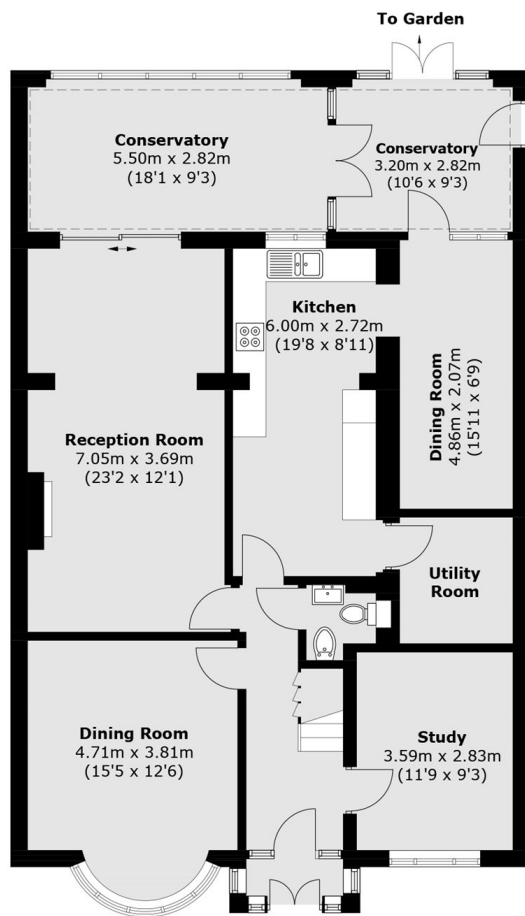 To Garden
Conservatory
5.50m x 2.82m
(18'1 x 9'3)
Conservatory
3.20m x 2.82m
(10'6 x 9'3)
Kitchen
6.00m x 2.72m
(19'8 x 8'11)
Dining Room
4.86m x 2.07m
(15'11 x 6'9)
Reception Room
7.05m x 3.69m
(23'2 x 12'1)
Utility
Room
Dining Room
4.71m x 3.81m
(15'5 x 12'6)
Study
3.59m x 2.83m
(11'9 x 9'3)